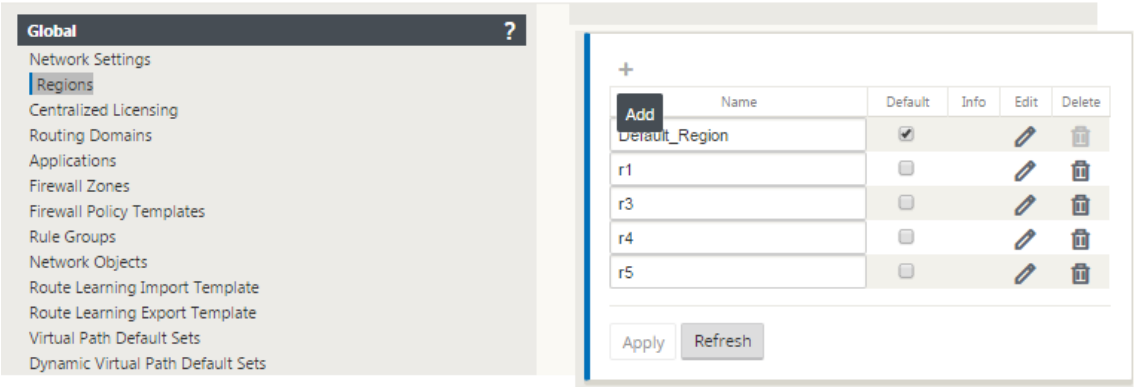 Global ?
Network Settings
Regions
Centralized Licensing
Routing Domains
Applications
Firewall Zones
Firewall Policy Templates
Rule Groups
Network Objects
Route Learning Import Template
Route Learning Export Template
Virtual Path Default Sets
Dynamic Virtual Path Default Sets
+
Name Default Info Edit Delete
Add
Default_Region
r1
r3
r4
r5
Apply Refresh